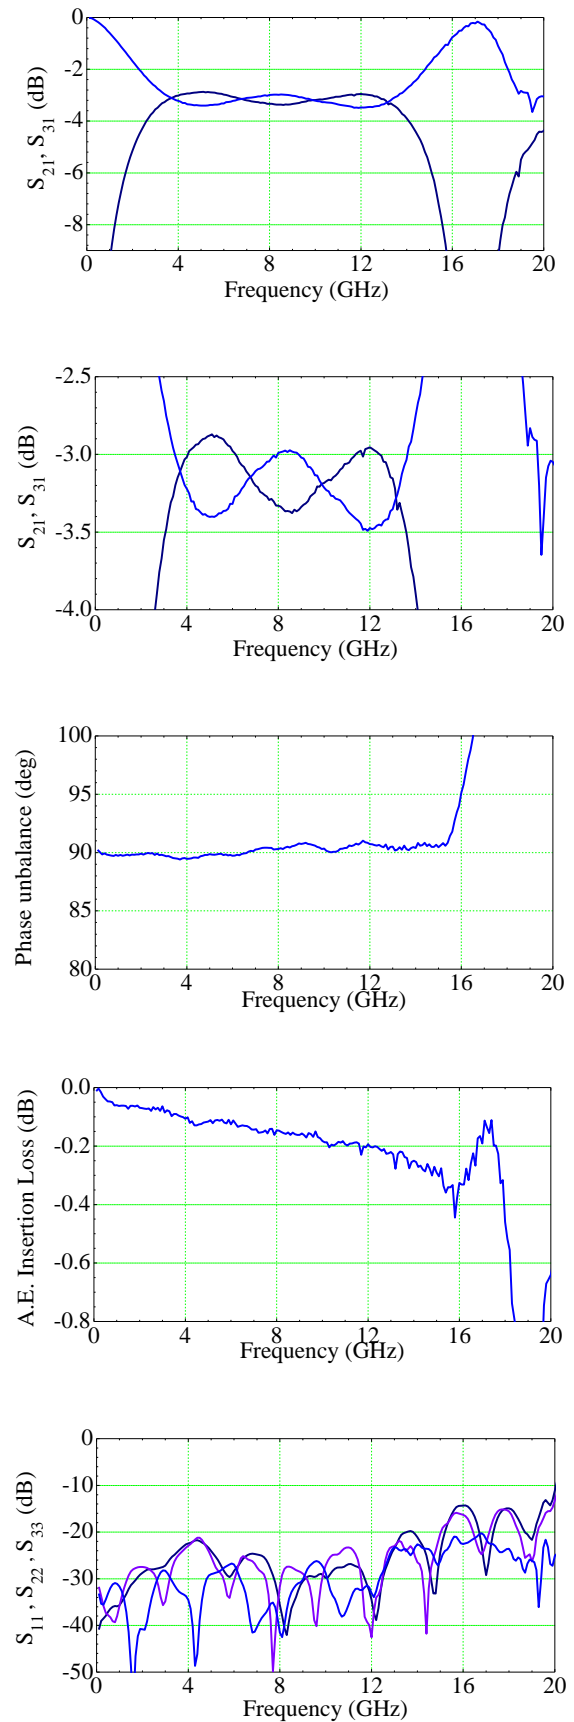 0
-2
-4
-6
-8
S21, S31 (dB)
0 4 8 12 16 20
Frequency (GHz)
-2.5
-3.0
-3.5
-4.0
S21, S31 (dB)
0 4 8 12 16 20
Frequency (GHz)
100
95
90
85
80
Phase unbalance (deg)
0 4 8 12 16 20
Frequency (GHz)
0.0
-0.2
-0.4
-0.6
-0.8
A.E. Insertion Loss (dB)
0 4 8 12 16 20
Frequency (GHz)
0
-10
-20
-30
-40
-50
S11, S22, S33 (dB)
0 4 8 12 16 20
Frequency (GHz)